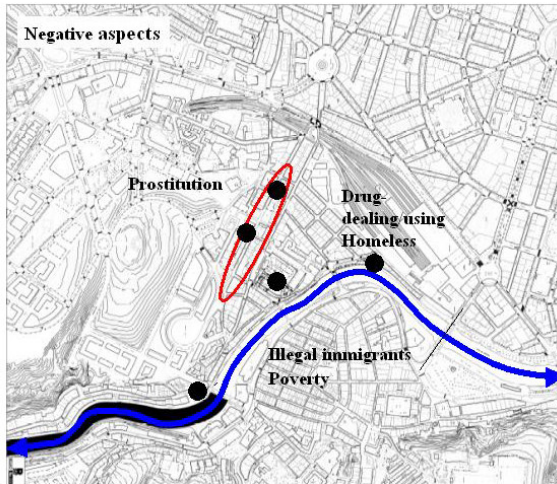 Negative aspects
Prostitution
Drug-
dealing/using
Homeless
Illegal immigrants
Poverty